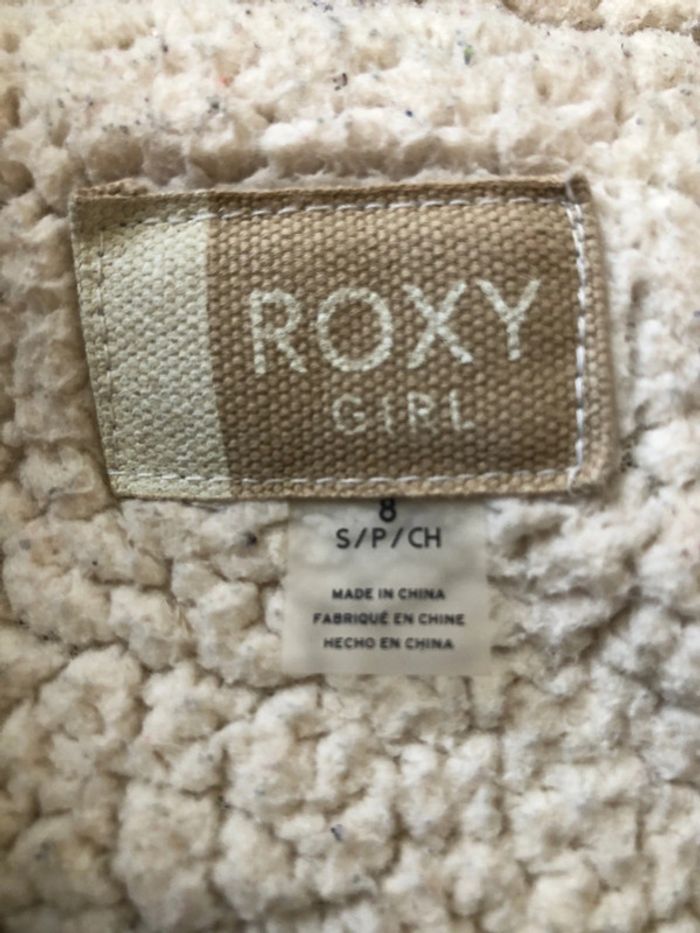 ROXY
GIRL
8
S/P/CH
MADE IN CHINA
FABRIQUÉ EN CHINE
HECHO EN CHINA